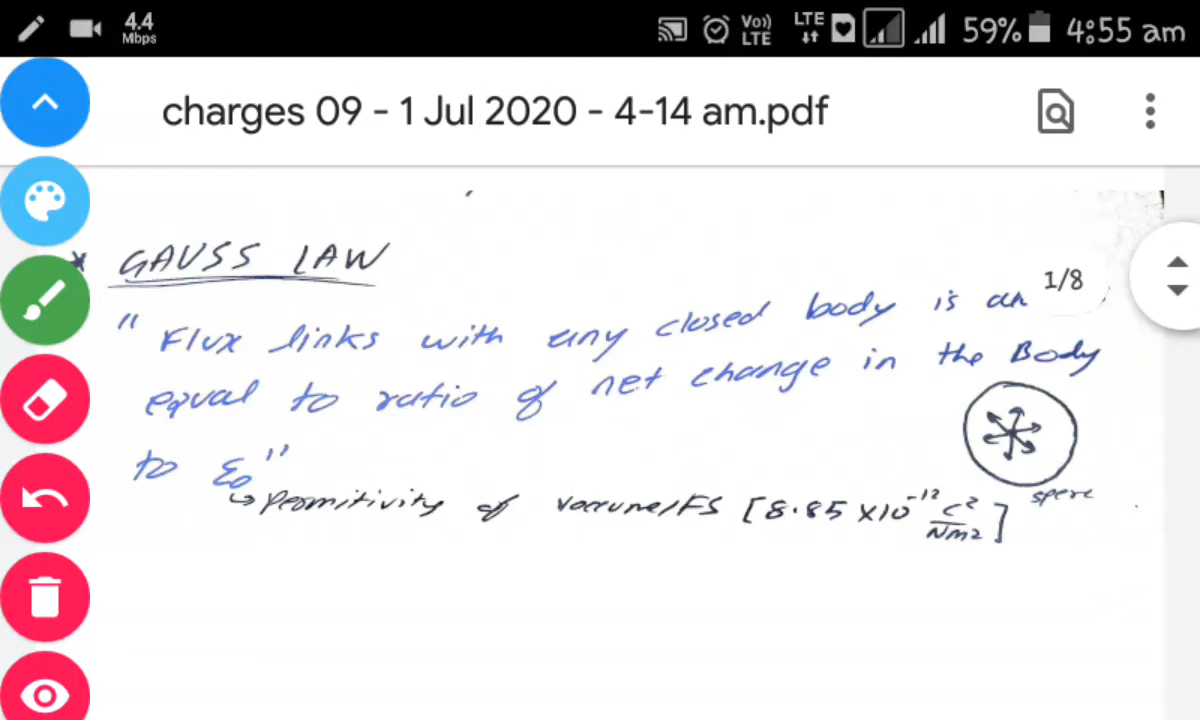 4.4
Mbps
Vo))
LTE
LTE
59%
4:55 am
charges 09 - 1 Jul 2020 - 4-14 am.pdf
1/8
* GAUSS LAW
" Flux links with any closed body is an
equal to ratio of net change in the Body
to ε₀"
↳ permitivity of vaccume/FS [8.85 X10⁻¹² C²/Nm2]
spere